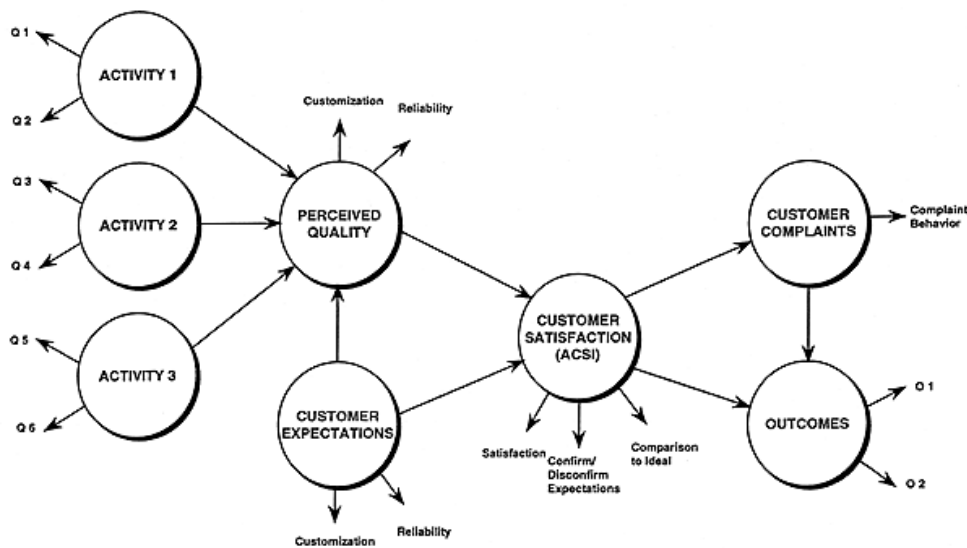 Q 1
ACTIVITY 1
Q 2
Customization
Reliability
Q 3
ACTIVITY 2
Q 4
PERCEIVED
QUALITY
CUSTOMER
COMPLAINTS
Complaint
Behavior
Q 5
ACTIVITY 3
Q 6
CUSTOMER
SATISFACTION
(ACSI)
CUSTOMER
EXPECTATIONS
OUTCOMES
O 1
O 2
Satisfaction
Confirm/
Disconfirm
Expectations
Comparison
to Ideal
Customization
Reliability